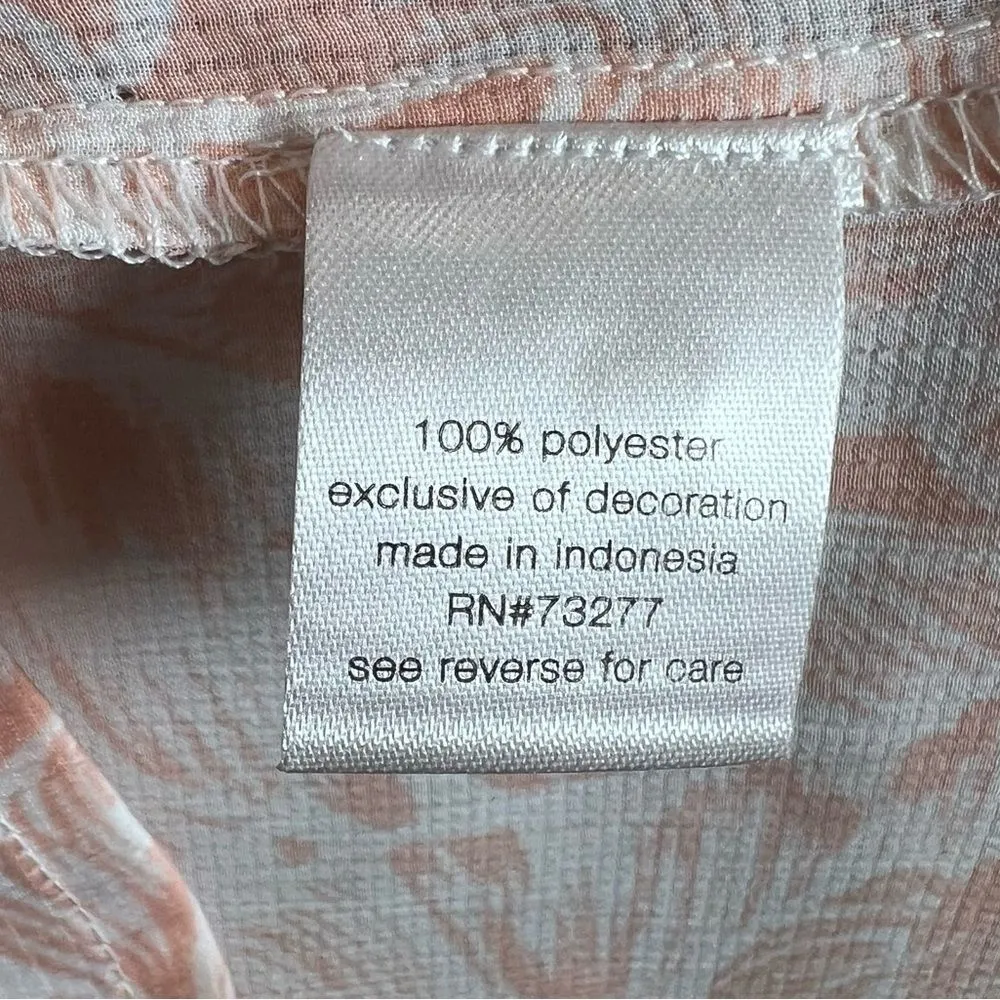 100% polyester
exclusive of decoration
made in indonesia
RN#73277
see reverse for care